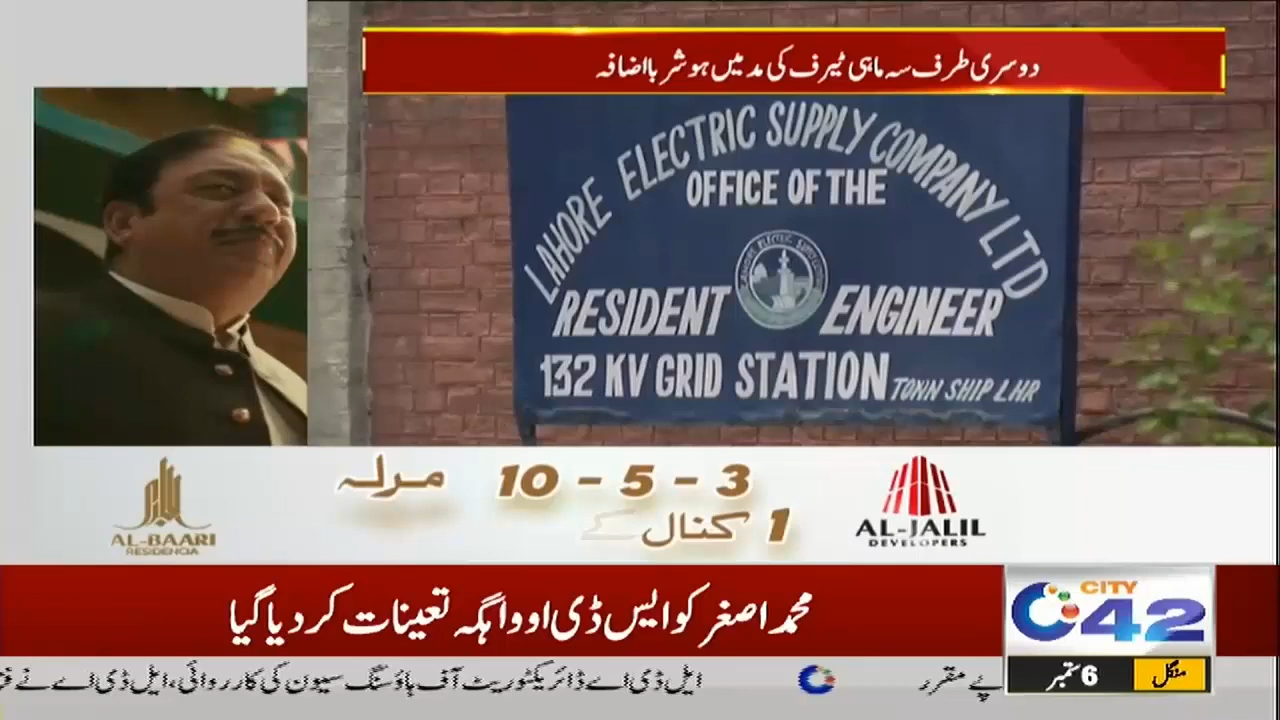 دوسری طرف سہ ماہی ٹیرف کی مد میں ہوشربا اضافہ
LAHORE ELECTRIC SUPPLY COMPANY LTD
OFFICE OF THE
RESIDENT ENGINEER
132 KV GRID STATION TOWN SHIP LHR
3 - 5 - 10 مرلہ
1 کنال کے
AL-BAARI
RESIDENCIA
AL-JALIL
DEVELOPERS
محمد اصغر کو ایس ڈی او واہگہ تعینات کر دیا گیا
CITY
42
منگل
6 ستمبر
پے مقرر
ایل ڈی اے ڈائریکٹوریٹ آف ہاؤسنگ سیون کی کارروائی، ایل ڈی اے نے